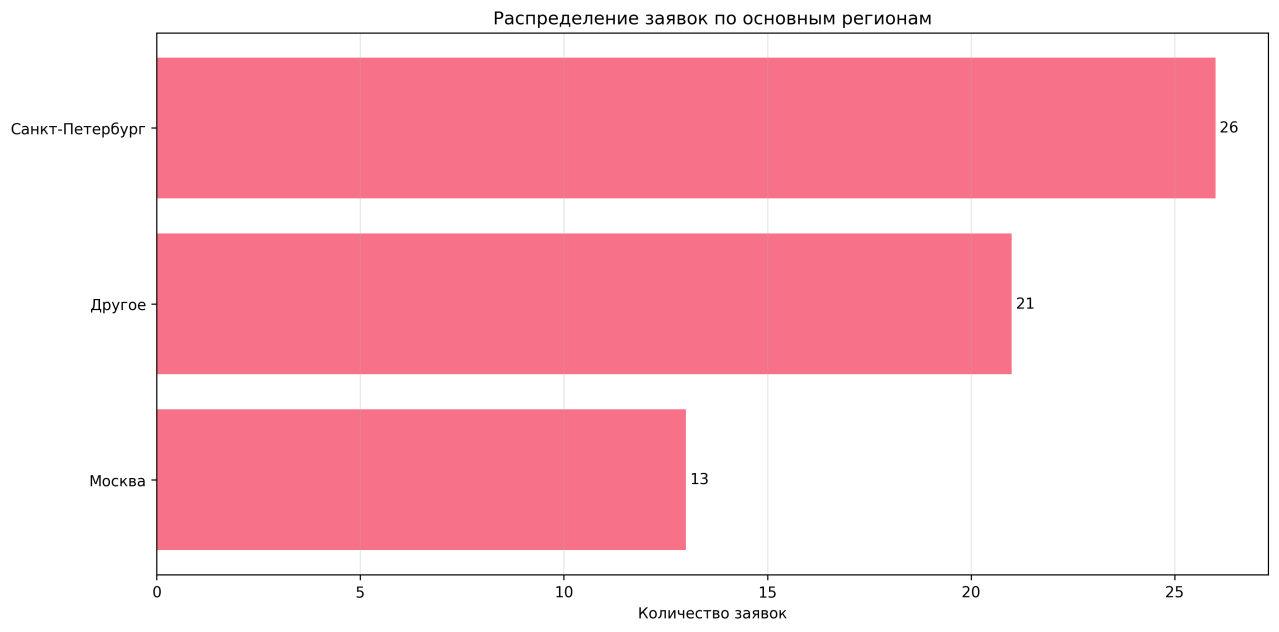 Распределение заявок по основным регионам
Санкт-Петербург
26
Другое
21
Москва
13
0 5 10 15 20 25
Количество заявок